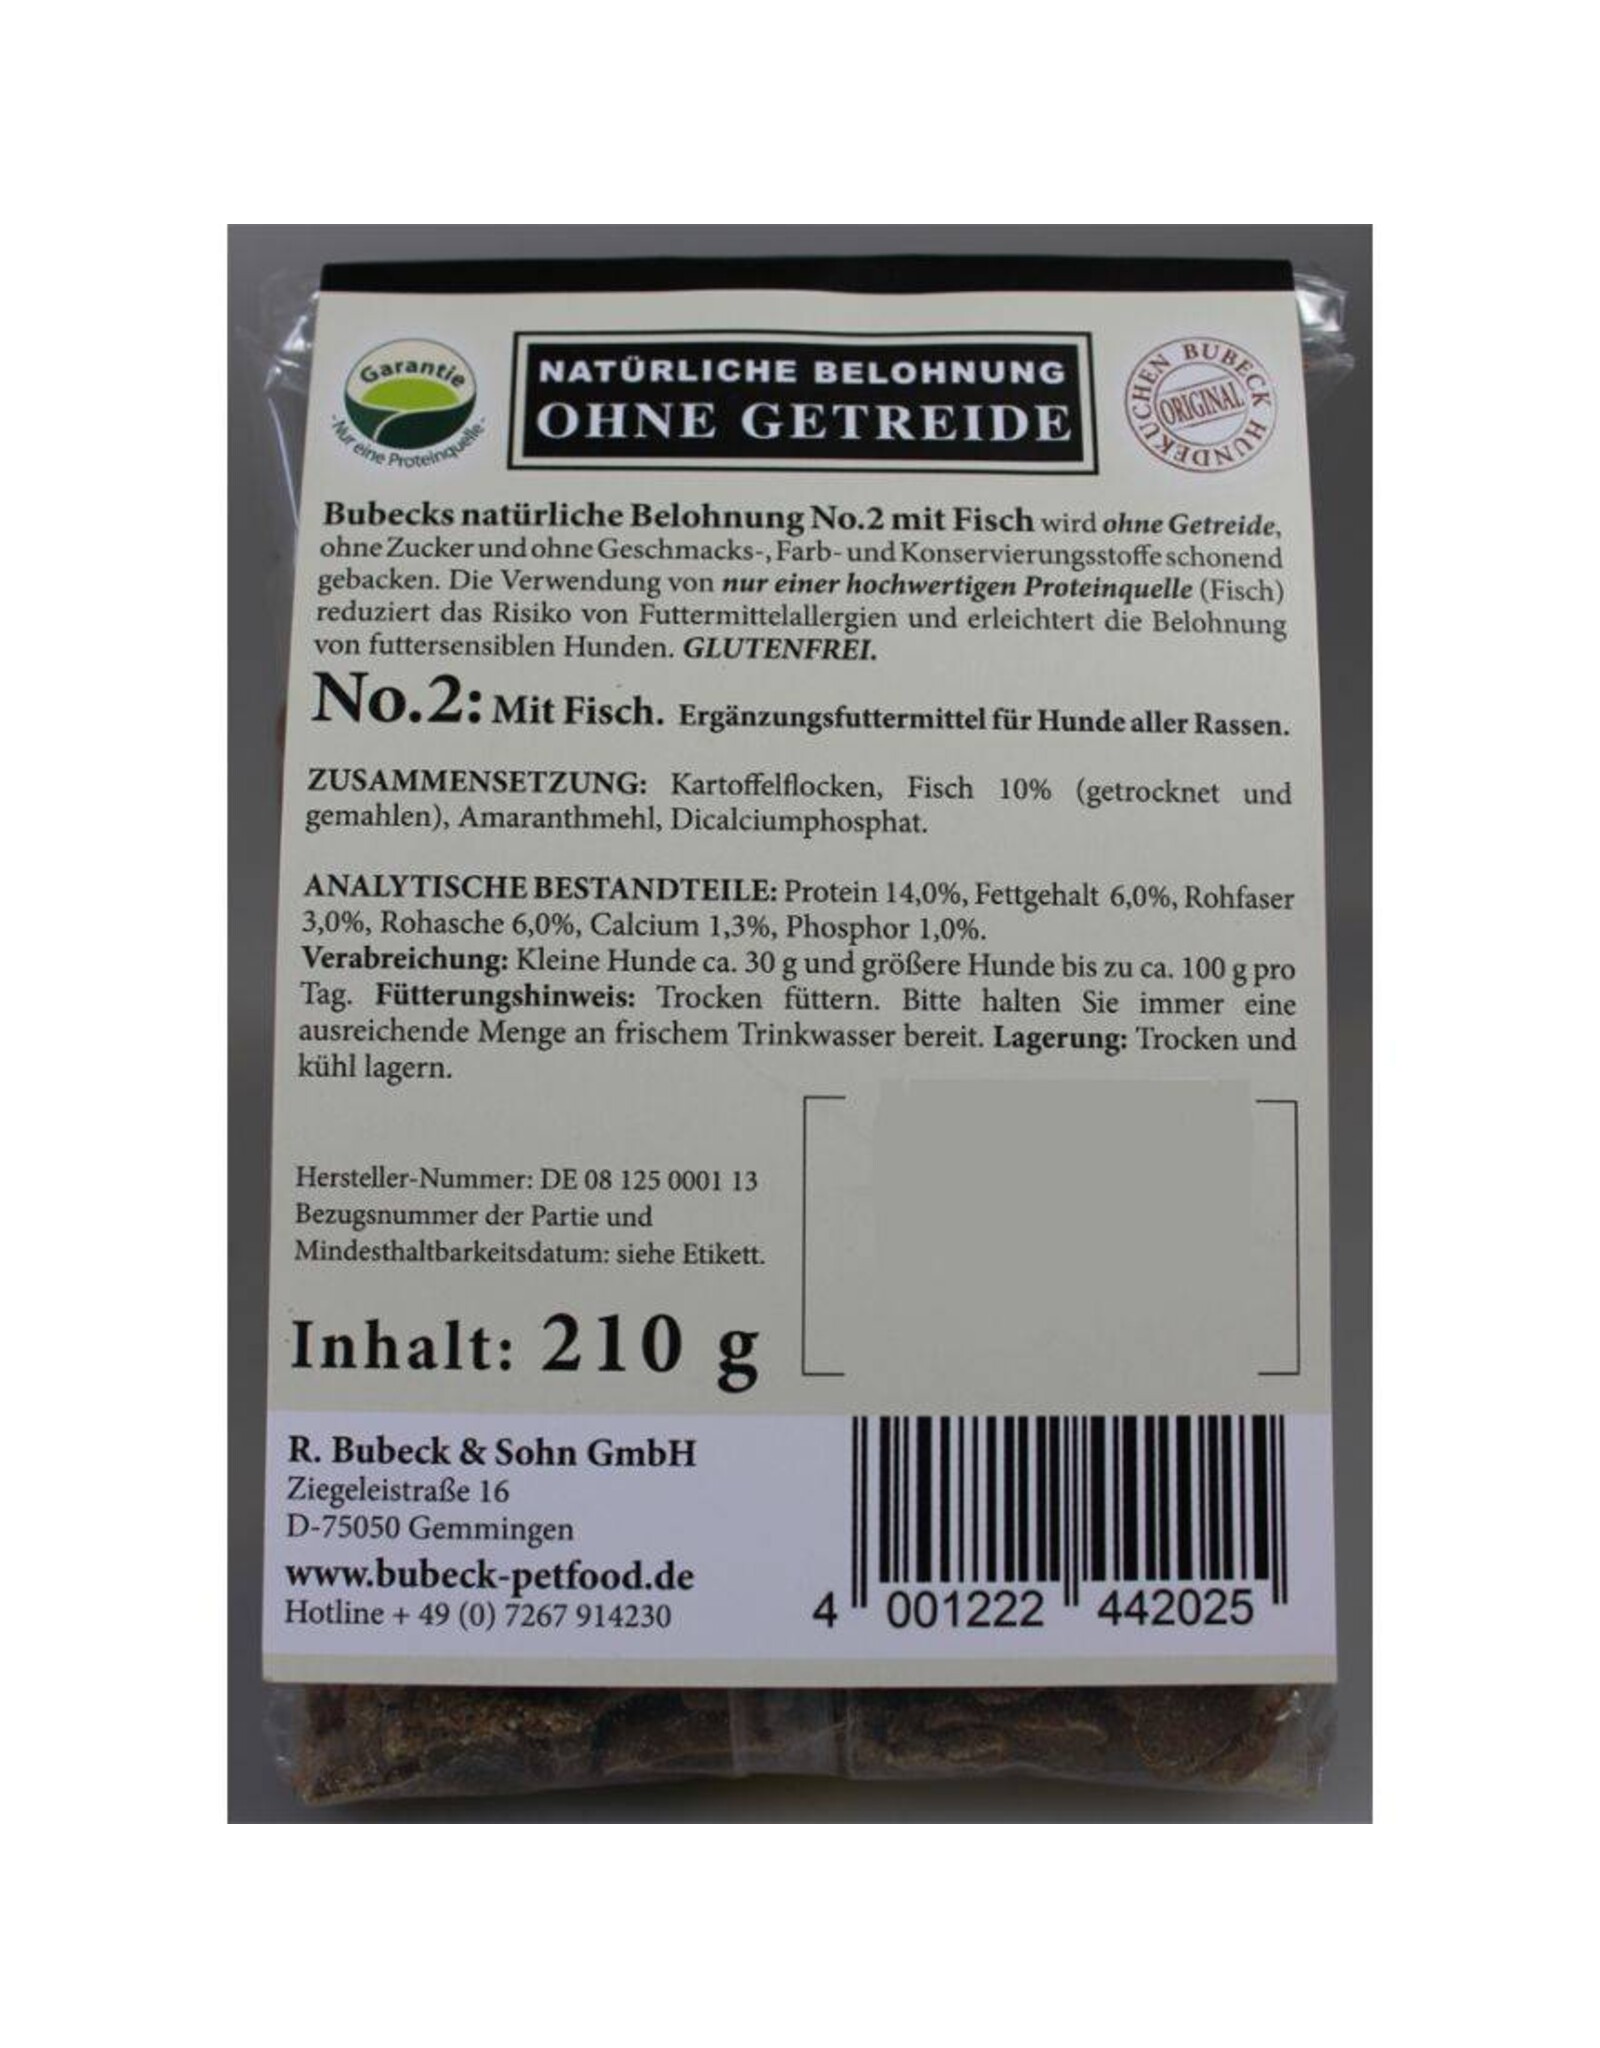 Garantie
- Nur eine Proteinquelle -
NATÜRLICHE BELOHNUNG
OHNE GETREIDE
BUBECK HUNDEKUCHEN
ORIGINAL
Bubecks natürliche Belohnung No.2 mit Fisch wird ohne Getreide,
ohne Zucker und ohne Geschmacks-, Farb- und Konservierungsstoffe schonend
gebacken. Die Verwendung von nur einer hochwertigen Proteinquelle (Fisch)
reduziert das Risiko von Futtermittelallergien und erleichtert die Belohnung
von futtersensiblen Hunden. GLUTENFREI.
No.2: Mit Fisch. Ergänzungsfuttermittel für Hunde aller Rassen.
ZUSAMMENSETZUNG: Kartoffelflocken, Fisch 10% (getrocknet und
gemahlen), Amaranthmehl, Dicalciumphosphat.
ANALYTISCHE BESTANDTEILE: Protein 14,0%, Fettgehalt 6,0%, Rohfaser
3,0%, Rohasche 6,0%, Calcium 1,3%, Phosphor 1,0%.
Verabreichung: Kleine Hunde ca. 30 g und größere Hunde bis zu ca. 100 g pro
Tag. Fütterungshinweis: Trocken füttern. Bitte halten Sie immer eine
ausreichende Menge an frischem Trinkwasser bereit. Lagerung: Trocken und
kühl lagern.
Hersteller-Nummer: DE 08 125 0001 13
Bezugsnummer der Partie und
Mindesthaltbarkeitsdatum: siehe Etikett.
Inhalt: 210 g
R. Bubeck & Sohn GmbH
Ziegeleistraße 16
D-75050 Gemmingen
www.bubeck-petfood.de
Hotline + 49 (0) 7267 914230
4 001222 442025